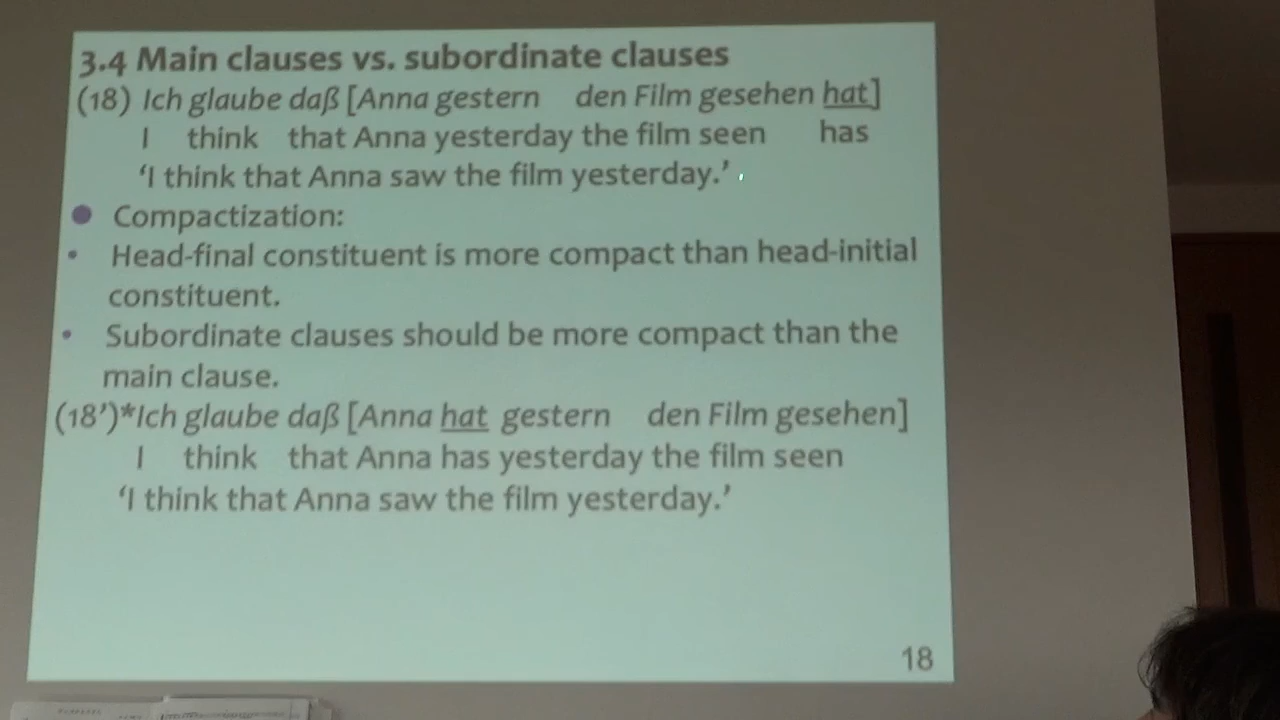 3.4 Main clauses vs. subordinate clauses
(18) Ich glaube daß [Anna gestern den Film gesehen hat]
I think that Anna yesterday the film seen has
‘I think that Anna saw the film yesterday.’
● Compactization:
• Head-final constituent is more compact than head-initial
constituent.
• Subordinate clauses should be more compact than the
main clause.
(18’)*Ich glaube daß [Anna hat gestern den Film gesehen]
I think that Anna has yesterday the film seen
‘I think that Anna saw the film yesterday.’
18